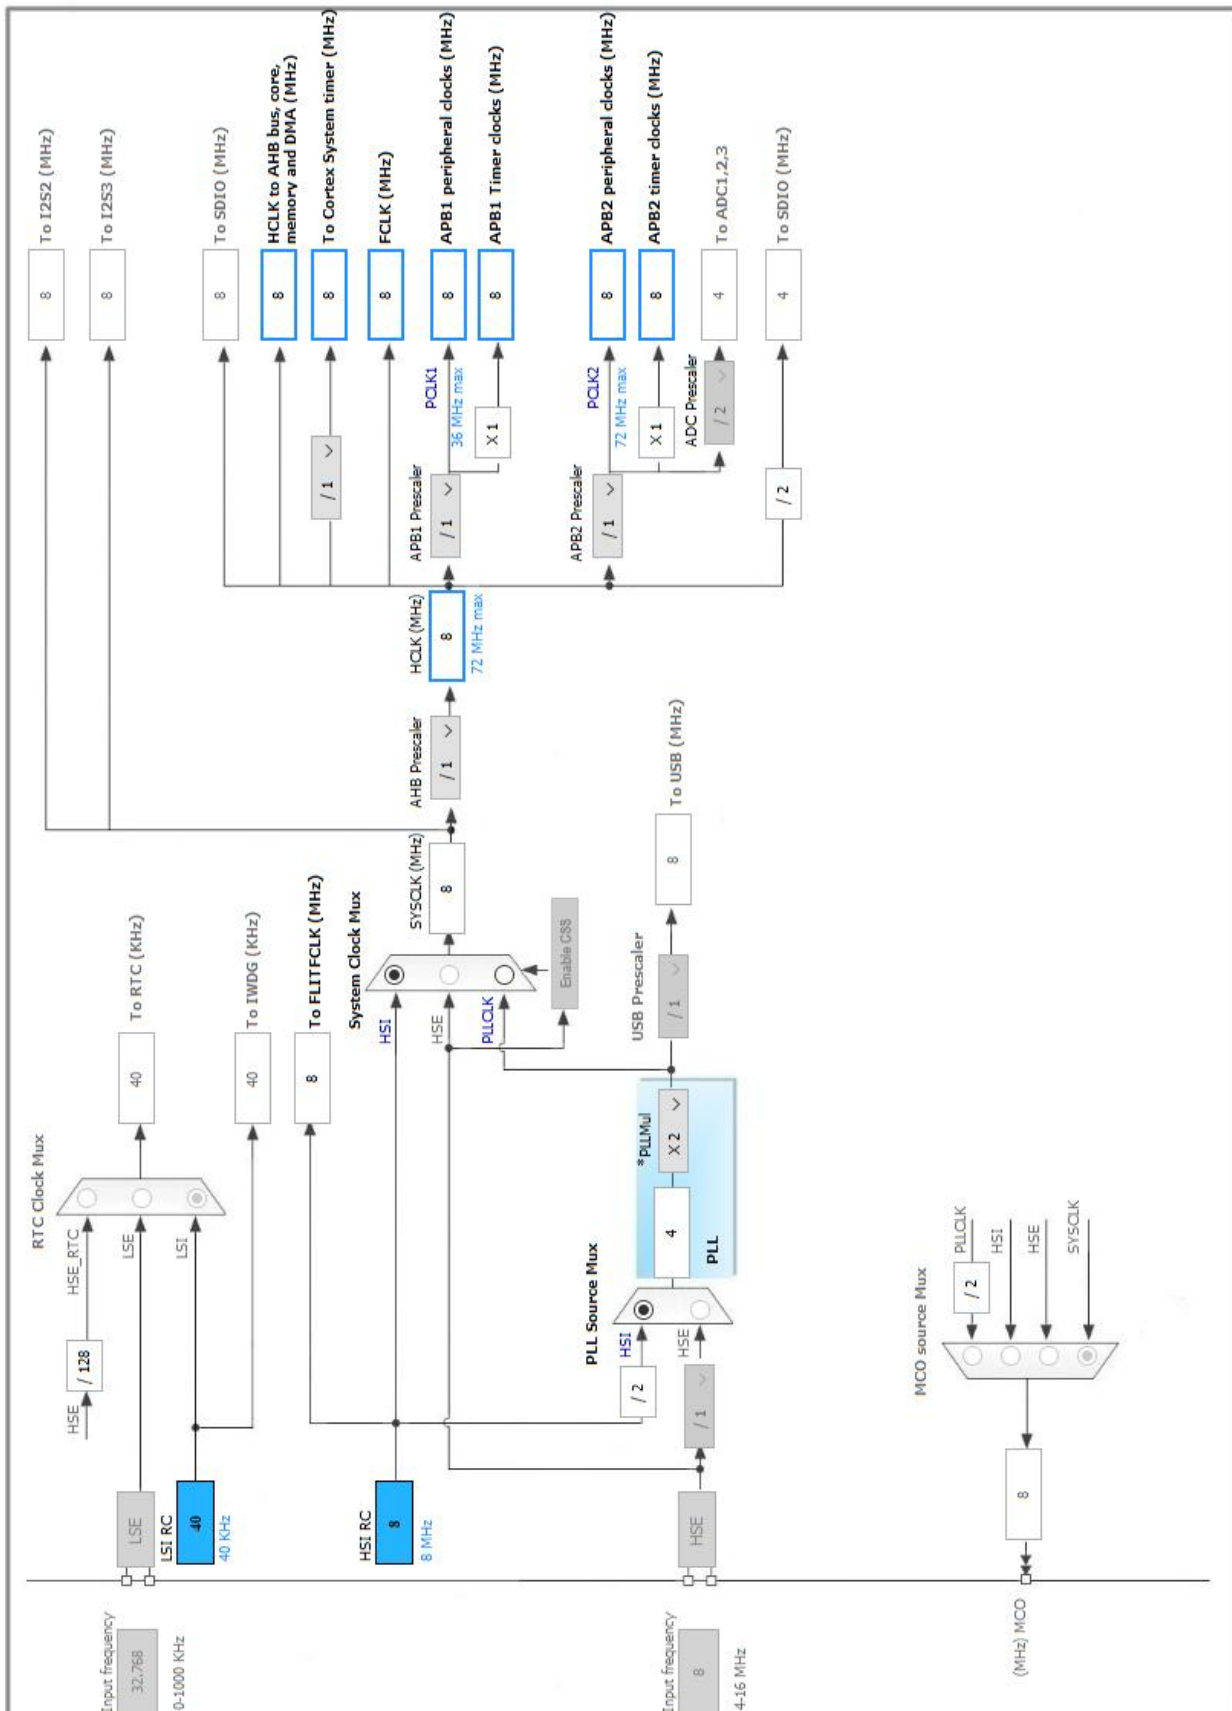 Input frequency
32.768
0-1000 KHz
LSE
LSI RC
40
40 KHz
HSE
/ 128
HSE_RTC
LSE
LSI
RTC Clock Mux
40
To RTC (KHz)
40
To IWDG (KHz)
HSI RC
8
8 MHz
8
To FLITFCLK (MHz)
System Clock Mux
HSI
HSE
PLLCLK
Enable CSS
SYSCLK (MHz)
8
AHB Prescaler
/ 1
HCLK (MHz)
8
72 MHz max
8
To I2S2 (MHz)
8
To I2S3 (MHz)
8
To SDIO (MHz)
8
HCLK to AHB bus, core,
memory and DMA (MHz)
/ 1
8
To Cortex System timer (MHz)
8
FCLK (MHz)
APB1 Prescaler
/ 1
PCLK1
36 MHz max
8
APB1 peripheral clocks (MHz)
X 1
8
APB1 Timer clocks (MHz)
APB2 Prescaler
/ 1
PCLK2
72 MHz max
8
APB2 peripheral clocks (MHz)
X 1
8
APB2 timer clocks (MHz)
ADC Prescaler
/ 2
4
To ADC1,2,3
/ 2
4
To SDIO (MHz)
Input frequency
8
4-16 MHz
HSE
/ 2
/ 1
PLL Source Mux
HSI
HSE
4
*PLLMul
X 2
PLL
USB Prescaler
/ 1
8
To USB (MHz)
MCO source Mux
PLLCLK
/ 2
HSI
HSE
SYSCLK
8
(MHz) MCO